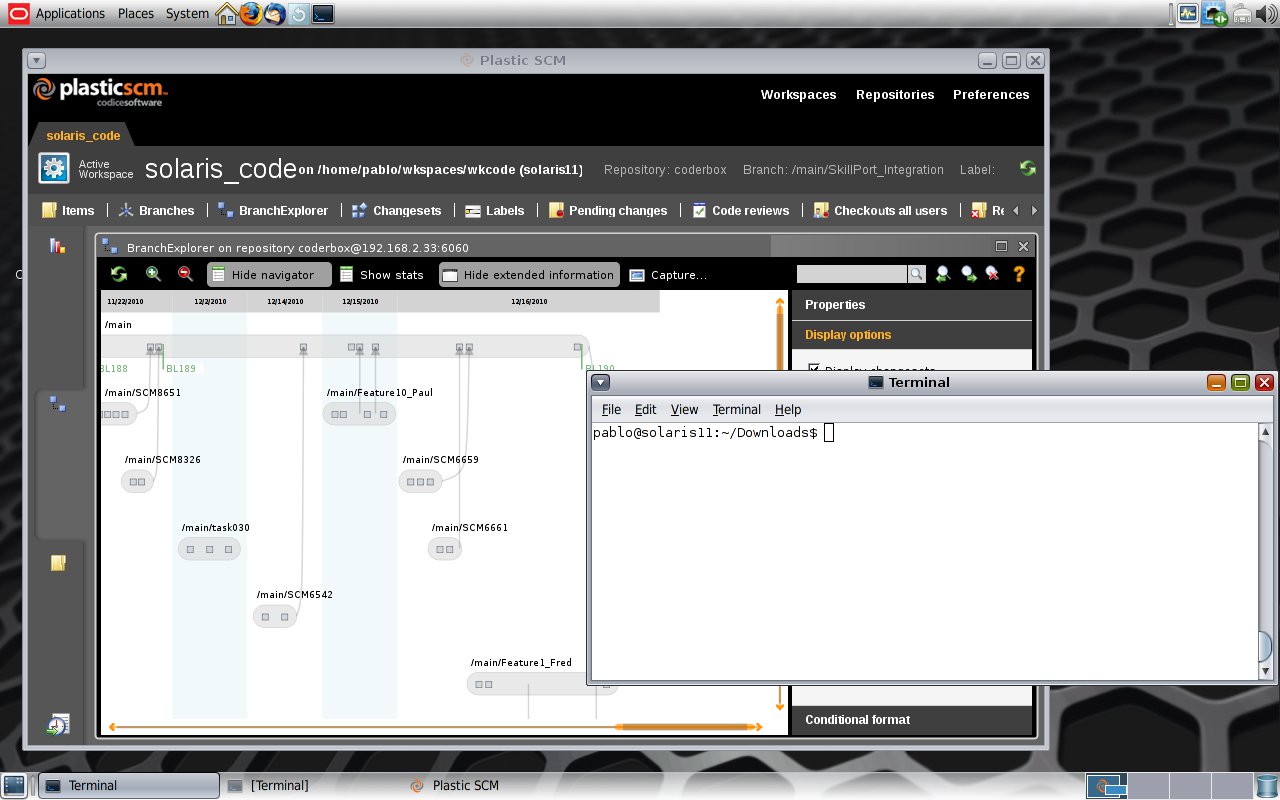 Applications Places System
Plastic SCM
plasticscm
codicesoftware
Workspaces Repositories Preferences
solaris_code
Active
Workspace
solaris_code on /home/pablo/wkspaces/wkcode (solaris11) Repository: coderbox Branch: /main/SkillPort_Integration Label:
Items Branches BranchExplorer Changesets Labels Pending changes Code reviews Checkouts all users Re
BranchExplorer on repository coderbox@192.168.2.33:6060
Hide navigator Show stats Hide extended information Capture... ?
11/22/2010 12/2/2010 12/14/2010 12/15/2010 12/16/2010
Properties
/main
Display options
BL188 BL189 BL190
Display changesets
/main/SCM8651 /main/Feature10_Paul
Terminal
File Edit View Terminal Help
pablo@solaris11:~/Downloads$
/main/SCM8326 /main/SCM6659
/main/task030 /main/SCM6661
/main/SCM6542
/main/Feature1_Fred
Conditional format
Terminal [Terminal] Plastic SCM